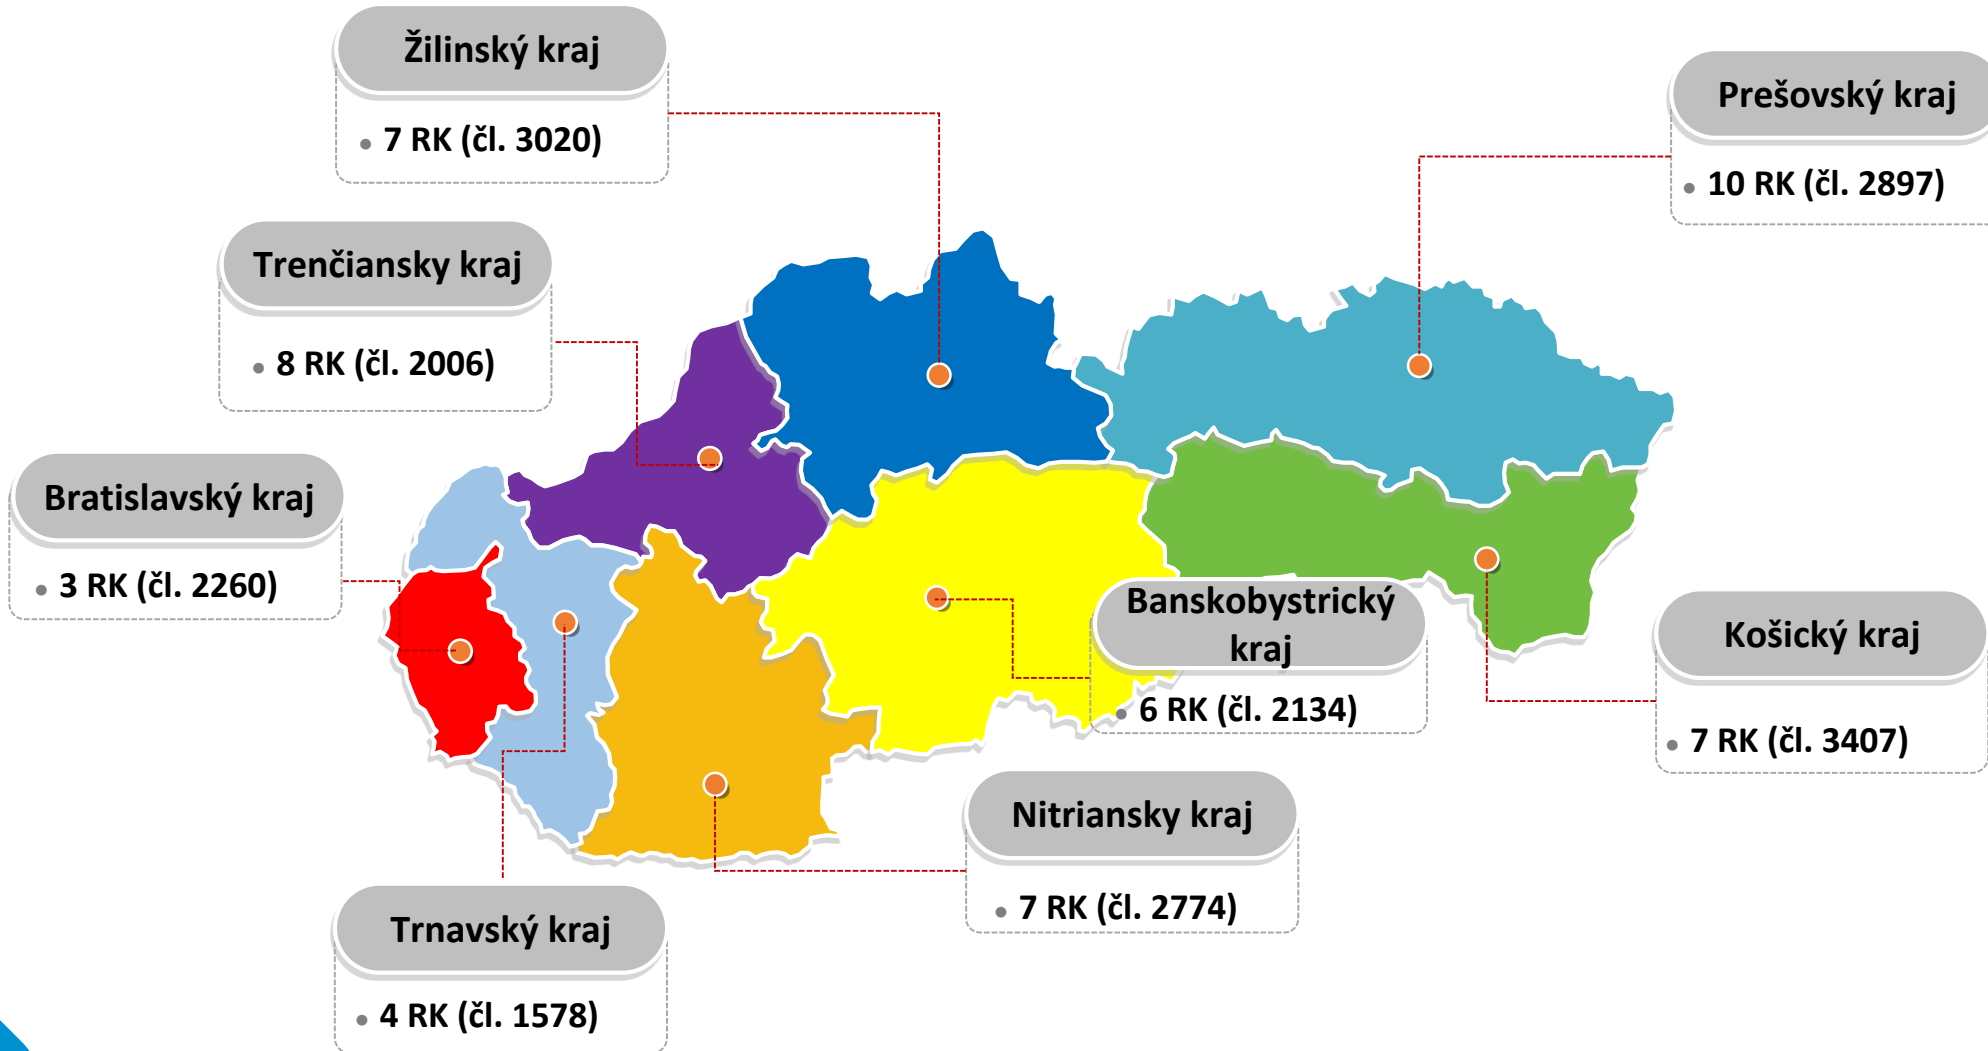 Žilinský kraj
• 7 RK (čl. 3020)
Prešovský kraj
• 10 RK (čl. 2897)
Trenčiansky kraj
• 8 RK (čl. 2006)
Bratislavský kraj
• 3 RK (čl. 2260)
Banskobystrický
kraj
• 6 RK (čl. 2134)
Košický kraj
• 7 RK (čl. 3407)
Nitriansky kraj
• 7 RK (čl. 2774)
Trnavský kraj
• 4 RK (čl. 1578)